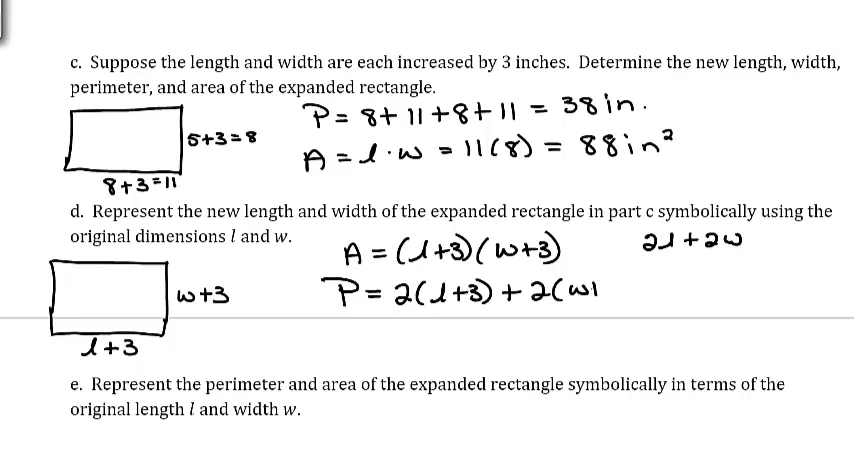 c. Suppose the length and width are each increased by 3 inches. Determine the new length, width,
perimeter, and area of the expanded rectangle.
P = 8 + 11 + 8 + 11 = 38 in.
5+3=8
A = l · w = 11(8) = 88 in²
8+3=11
d. Represent the new length and width of the expanded rectangle in part c symbolically using the
original dimensions l and w.
A = (l+3)(w+3)
2l + 2w
w+3
P = 2(l+3) + 2(w
l+3
e. Represent the perimeter and area of the expanded rectangle symbolically in terms of the
original length l and width w.